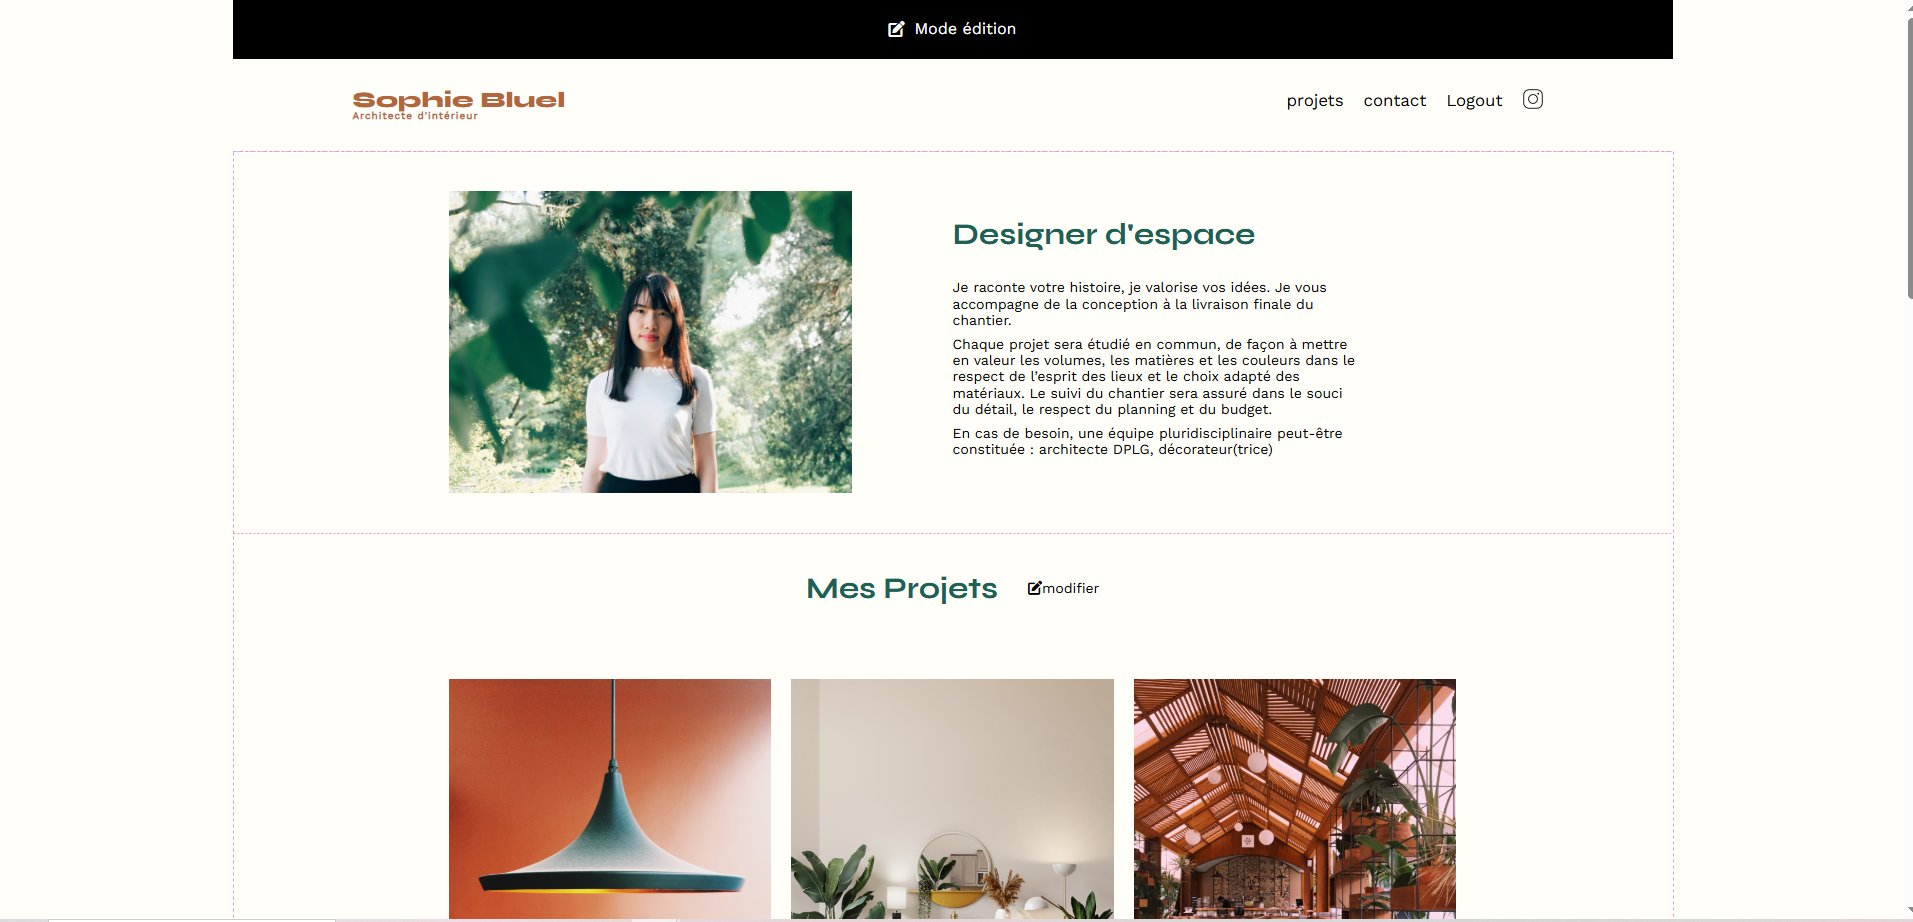 Mode édition
Sophie Bluel
Architecte d'intérieur
projets contact Logout
Designer d'espace
Je raconte votre histoire, je valorise vos idées. Je vous
accompagne de la conception à la livraison finale du
chantier.
Chaque projet sera étudié en commun, de façon à mettre
en valeur les volumes, les matières et les couleurs dans le
respect de l’esprit des lieux et le choix adapté des
matériaux. Le suivi du chantier sera assuré dans le souci
du détail, le respect du planning et du budget.
En cas de besoin, une équipe pluridisciplinaire peut-être
constituée : architecte DPLG, décorateur(trice)
Mes Projets
modifier